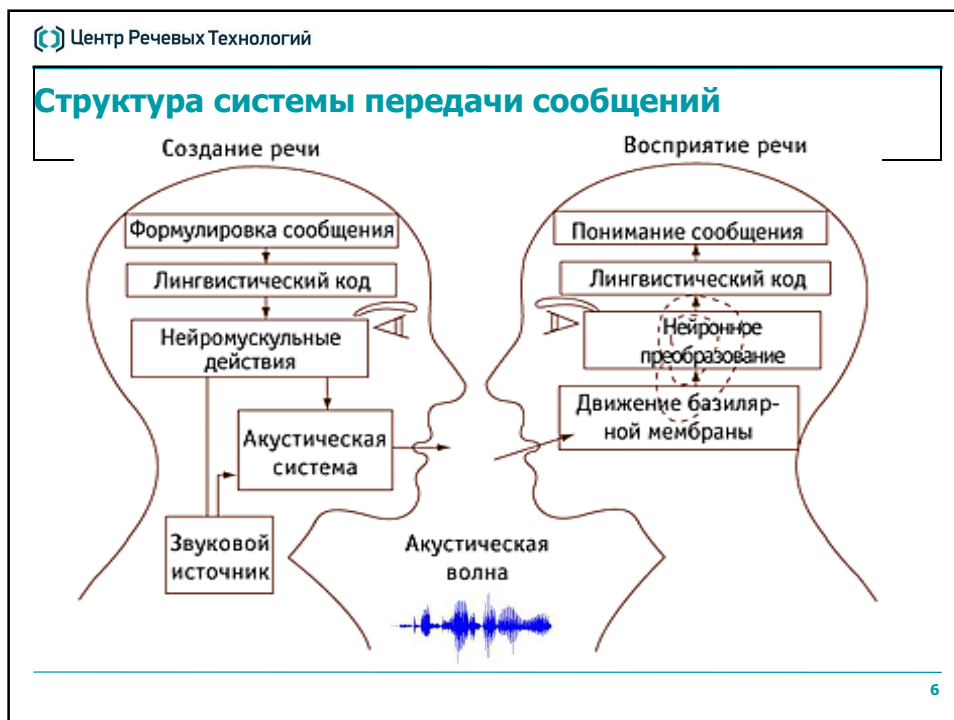 Центр Речевых Технологий
Структура системы передачи сообщений
Создание речи
Формулировка сообщения
Лингвистический код
Нейромускульные
действия
Акустическая
система
Звуковой
источник
Акустическая
волна
Восприятие речи
Понимание сообщения
Лингвистический код
Нейронное
преобразование
Движение базиляр-
ной мембраны
6